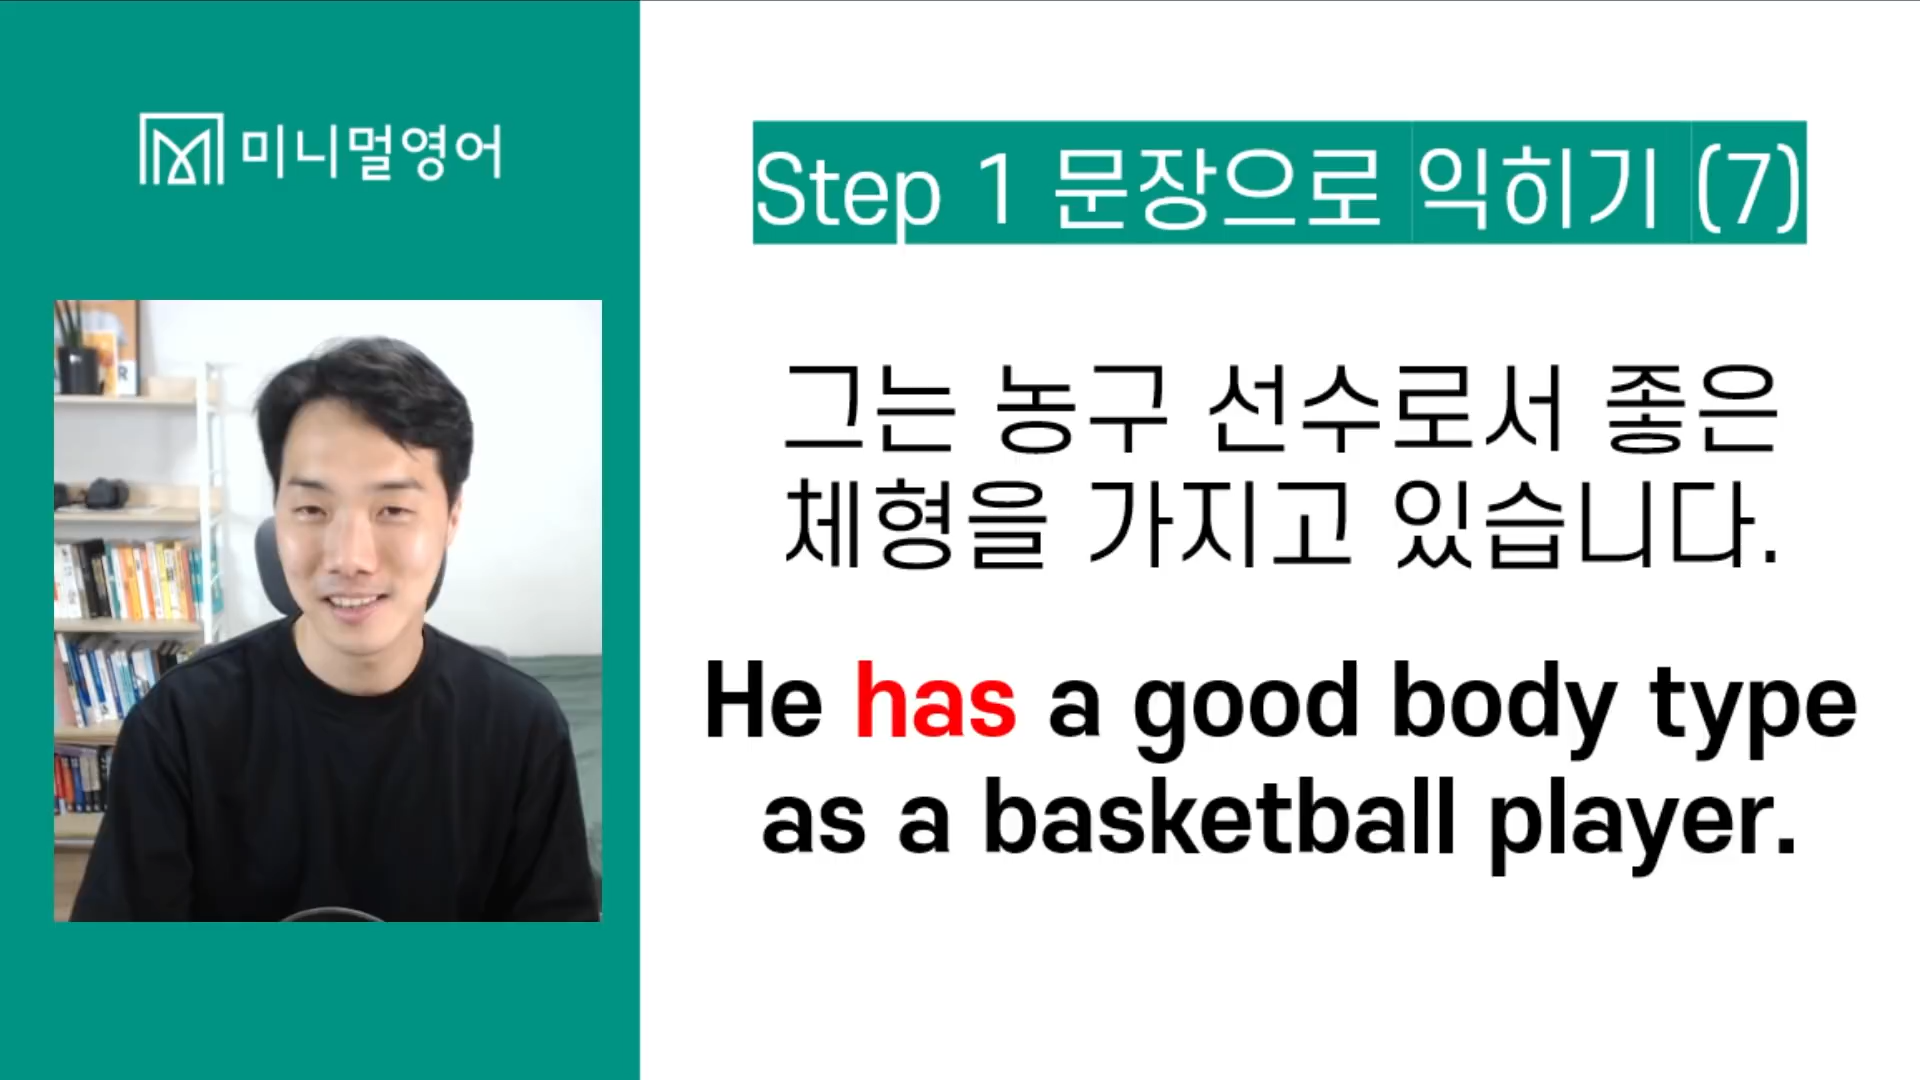 미니멀영어
Step 1 문장으로 익히기 (7)
그는 농구 선수로서 좋은
체형을 가지고 있습니다.
He has a good body type
as a basketball player.